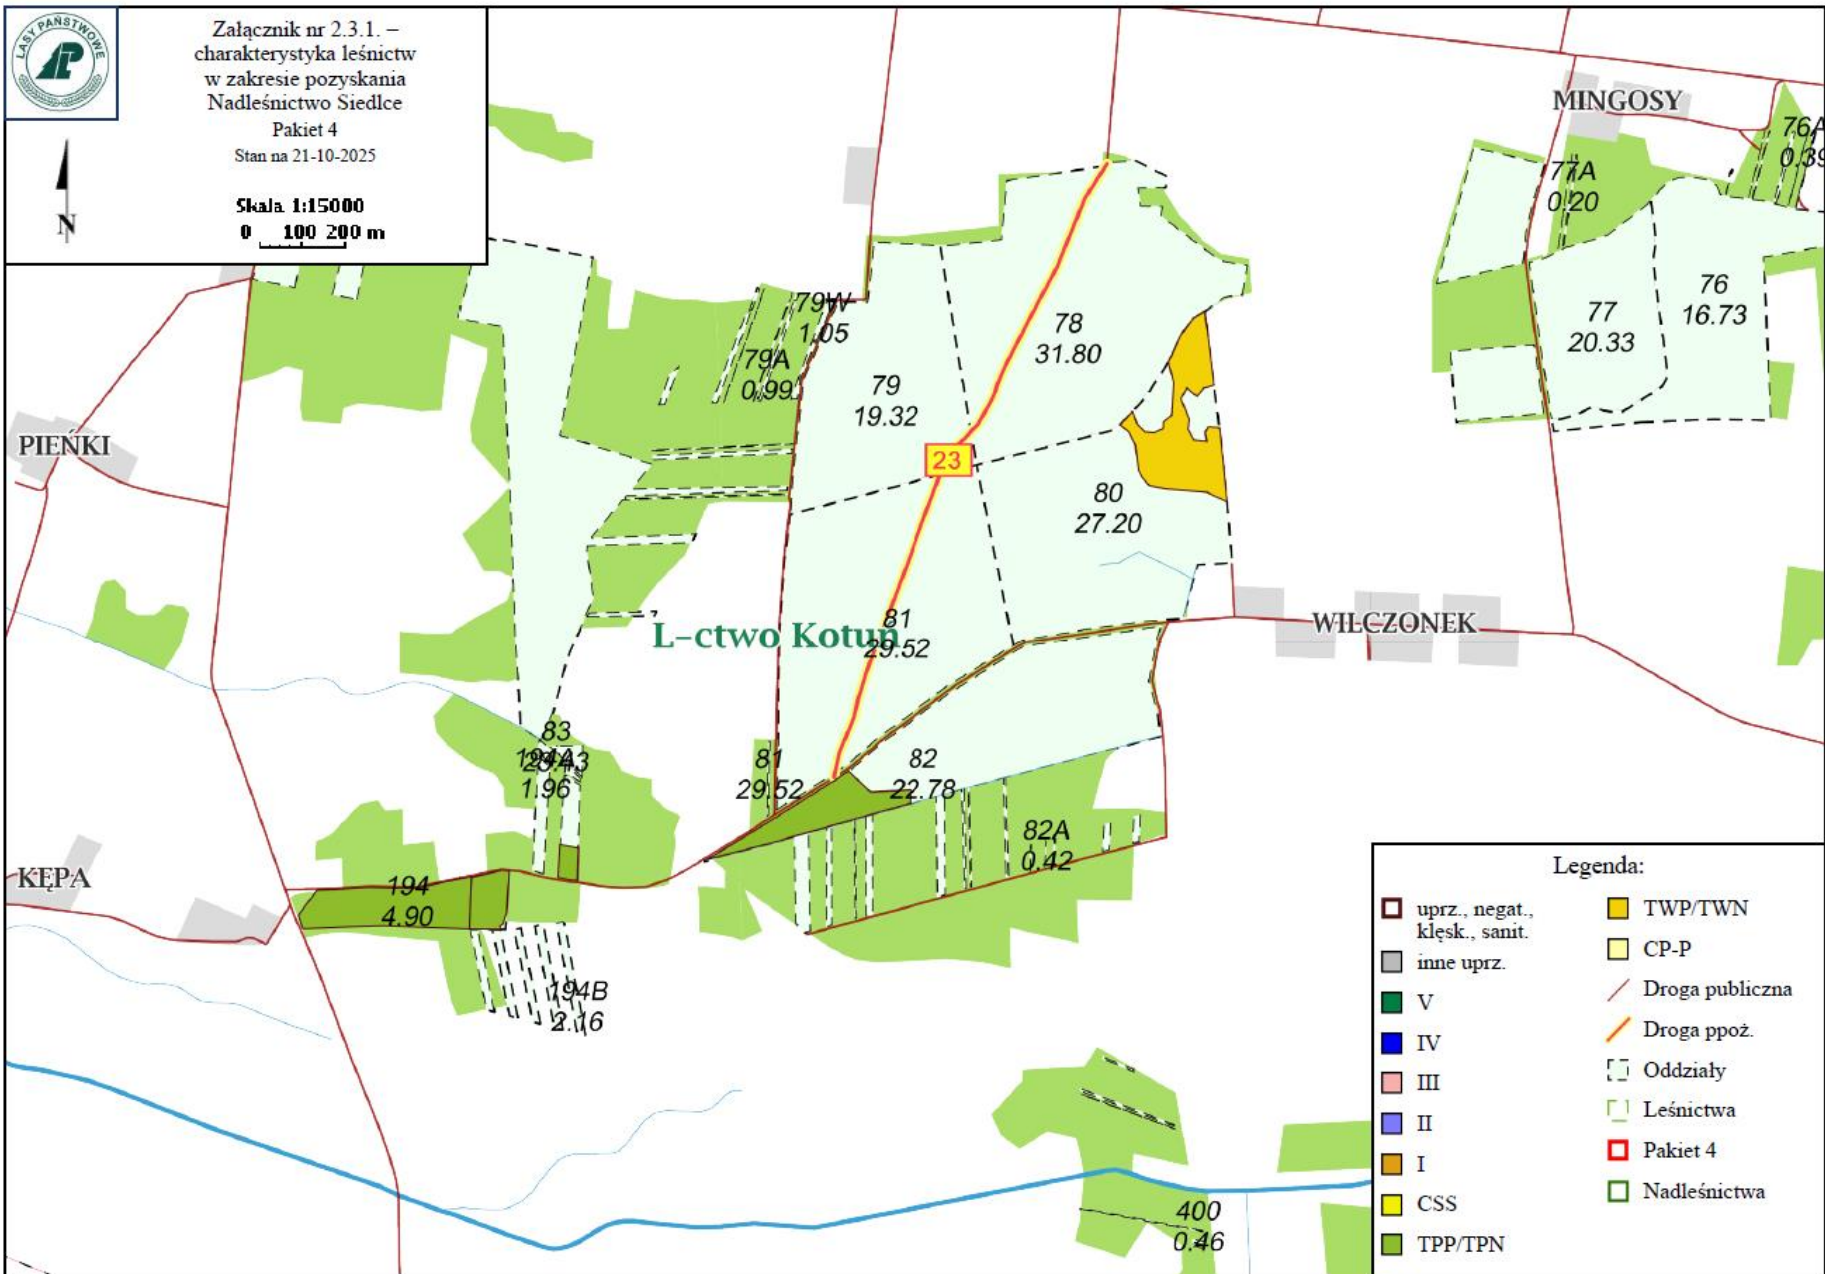 LASY PAŃSTWOWE
Załącznik nr 2.3.1. –
charakterystyka leśnictw
w zakresie pozyskania
Nadleśnictwo Siedlce
Pakiet 4
Stan na 21-10-2025
Skala 1:15000
0 100 200 m
N
MINGOSY
76A
0.39
77A
0.20
76
16.73
77
20.33
79W
1.05
79A
0.99
78
31.80
79
19.32
PIEŃKI
23
80
27.20
81
29.52
L-ctwo Kotuń
WILCZONEK
83
194A
1.96
81
29.52
82
22.78
82A
0.42
KĘPA
194
4.90
194B
2.16
400
0.46
Legenda:
uprz., negat.,
klęsk., sanit.
inne uprz.
V
IV
III
II
I
CSS
TPP/TPN
TWP/TWN
CP-P
Droga publiczna
Droga ppoż.
Oddziały
Leśnictwa
Pakiet 4
Nadleśnictwa